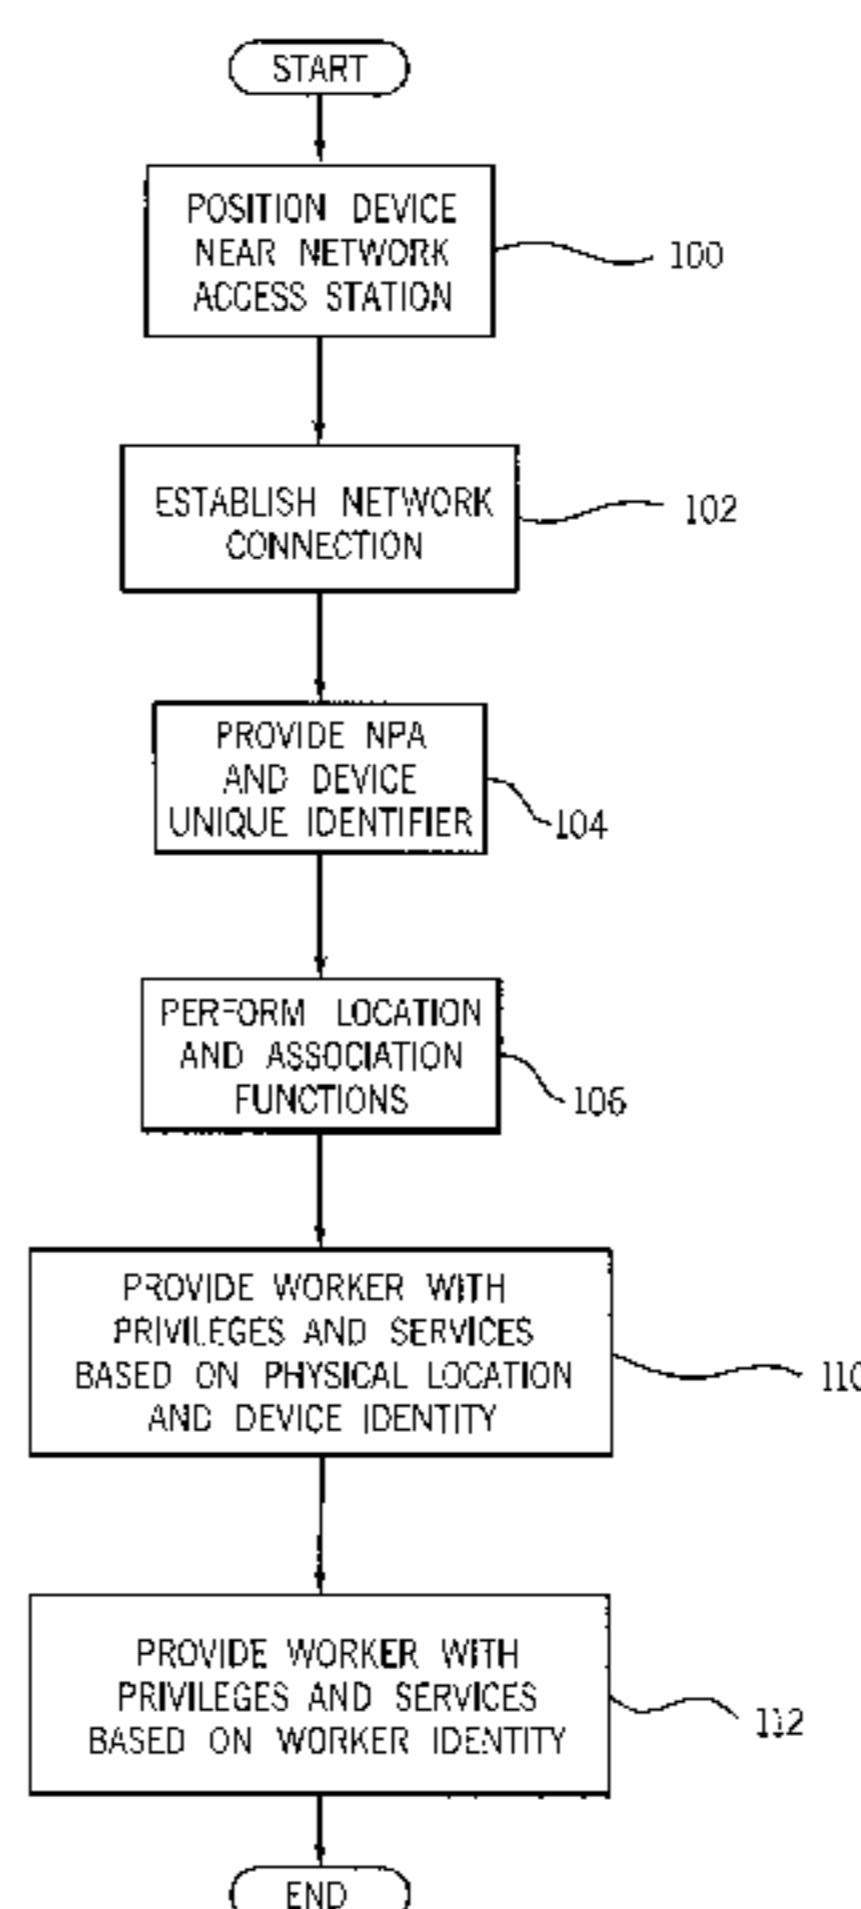 START
POSITION DEVICE
NEAR NETWORK
ACCESS STATION
100
ESTABLISH NETWORK
CONNECTION
102
PROVIDE NPA
AND DEVICE
UNIQUE IDENTIFIER
104
PERFORM LOCATION
AND ASSOCIATION
FUNCTIONS
106
PROVIDE WORKER WITH
PRIVILEGES AND SERVICES
BASED ON PHYSICAL LOCATION
AND DEVICE IDENTITY
110
PROVIDE WORKER WITH
PRIVILEGES AND SERVICES
BASED ON WORKER IDENTITY
112
END